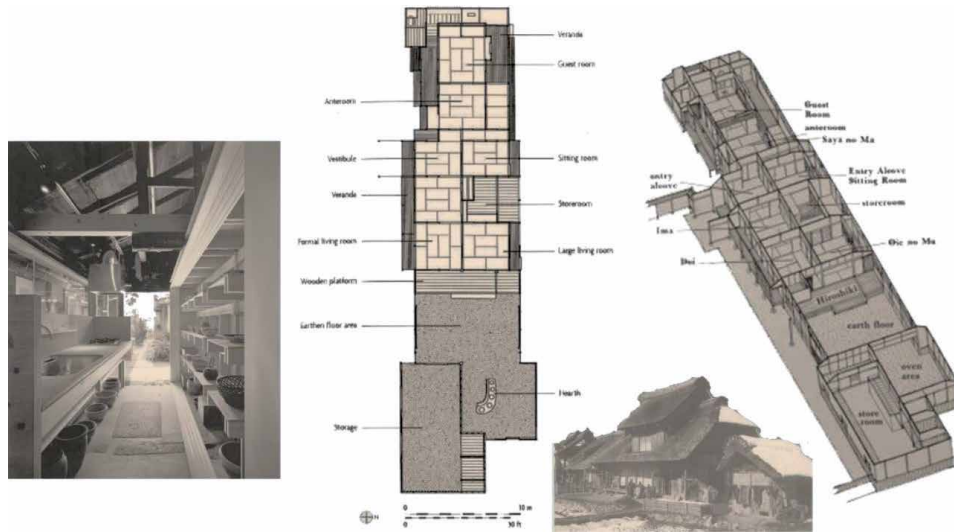 Veranda
Guest room
Anteroom
Vestibule
Sitting room
Veranda
Storeroom
Formal living room
Large living room
Wooden platform
Earthen floor area
Hearth
Storage
N
0 10 m
0 30 ft
Guest
Room
anteroom
Saya no Ma
Entry Alcove
Sitting Room
entry
alcove
storeroom
Ima
Oie no Ma
Doi
Hiroshiki
earth floor
oven
area
store
room